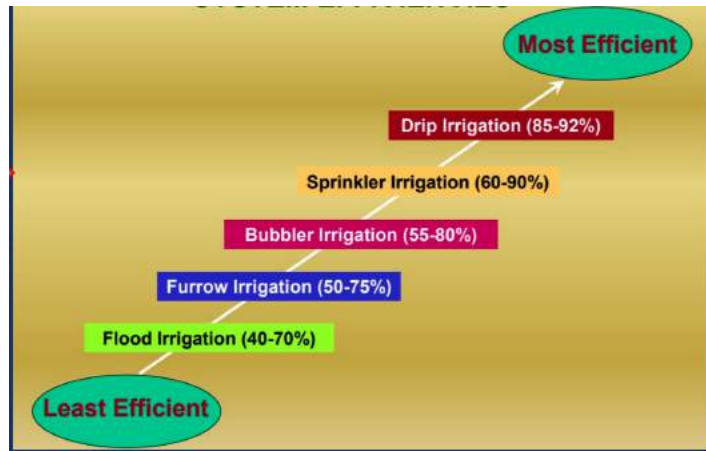 Most Efficient
Drip Irrigation (85-92%)
Sprinkler Irrigation (60-90%)
Bubbler Irrigation (55-80%)
Furrow Irrigation (50-75%)
Flood Irrigation (40-70%)
Least Efficient